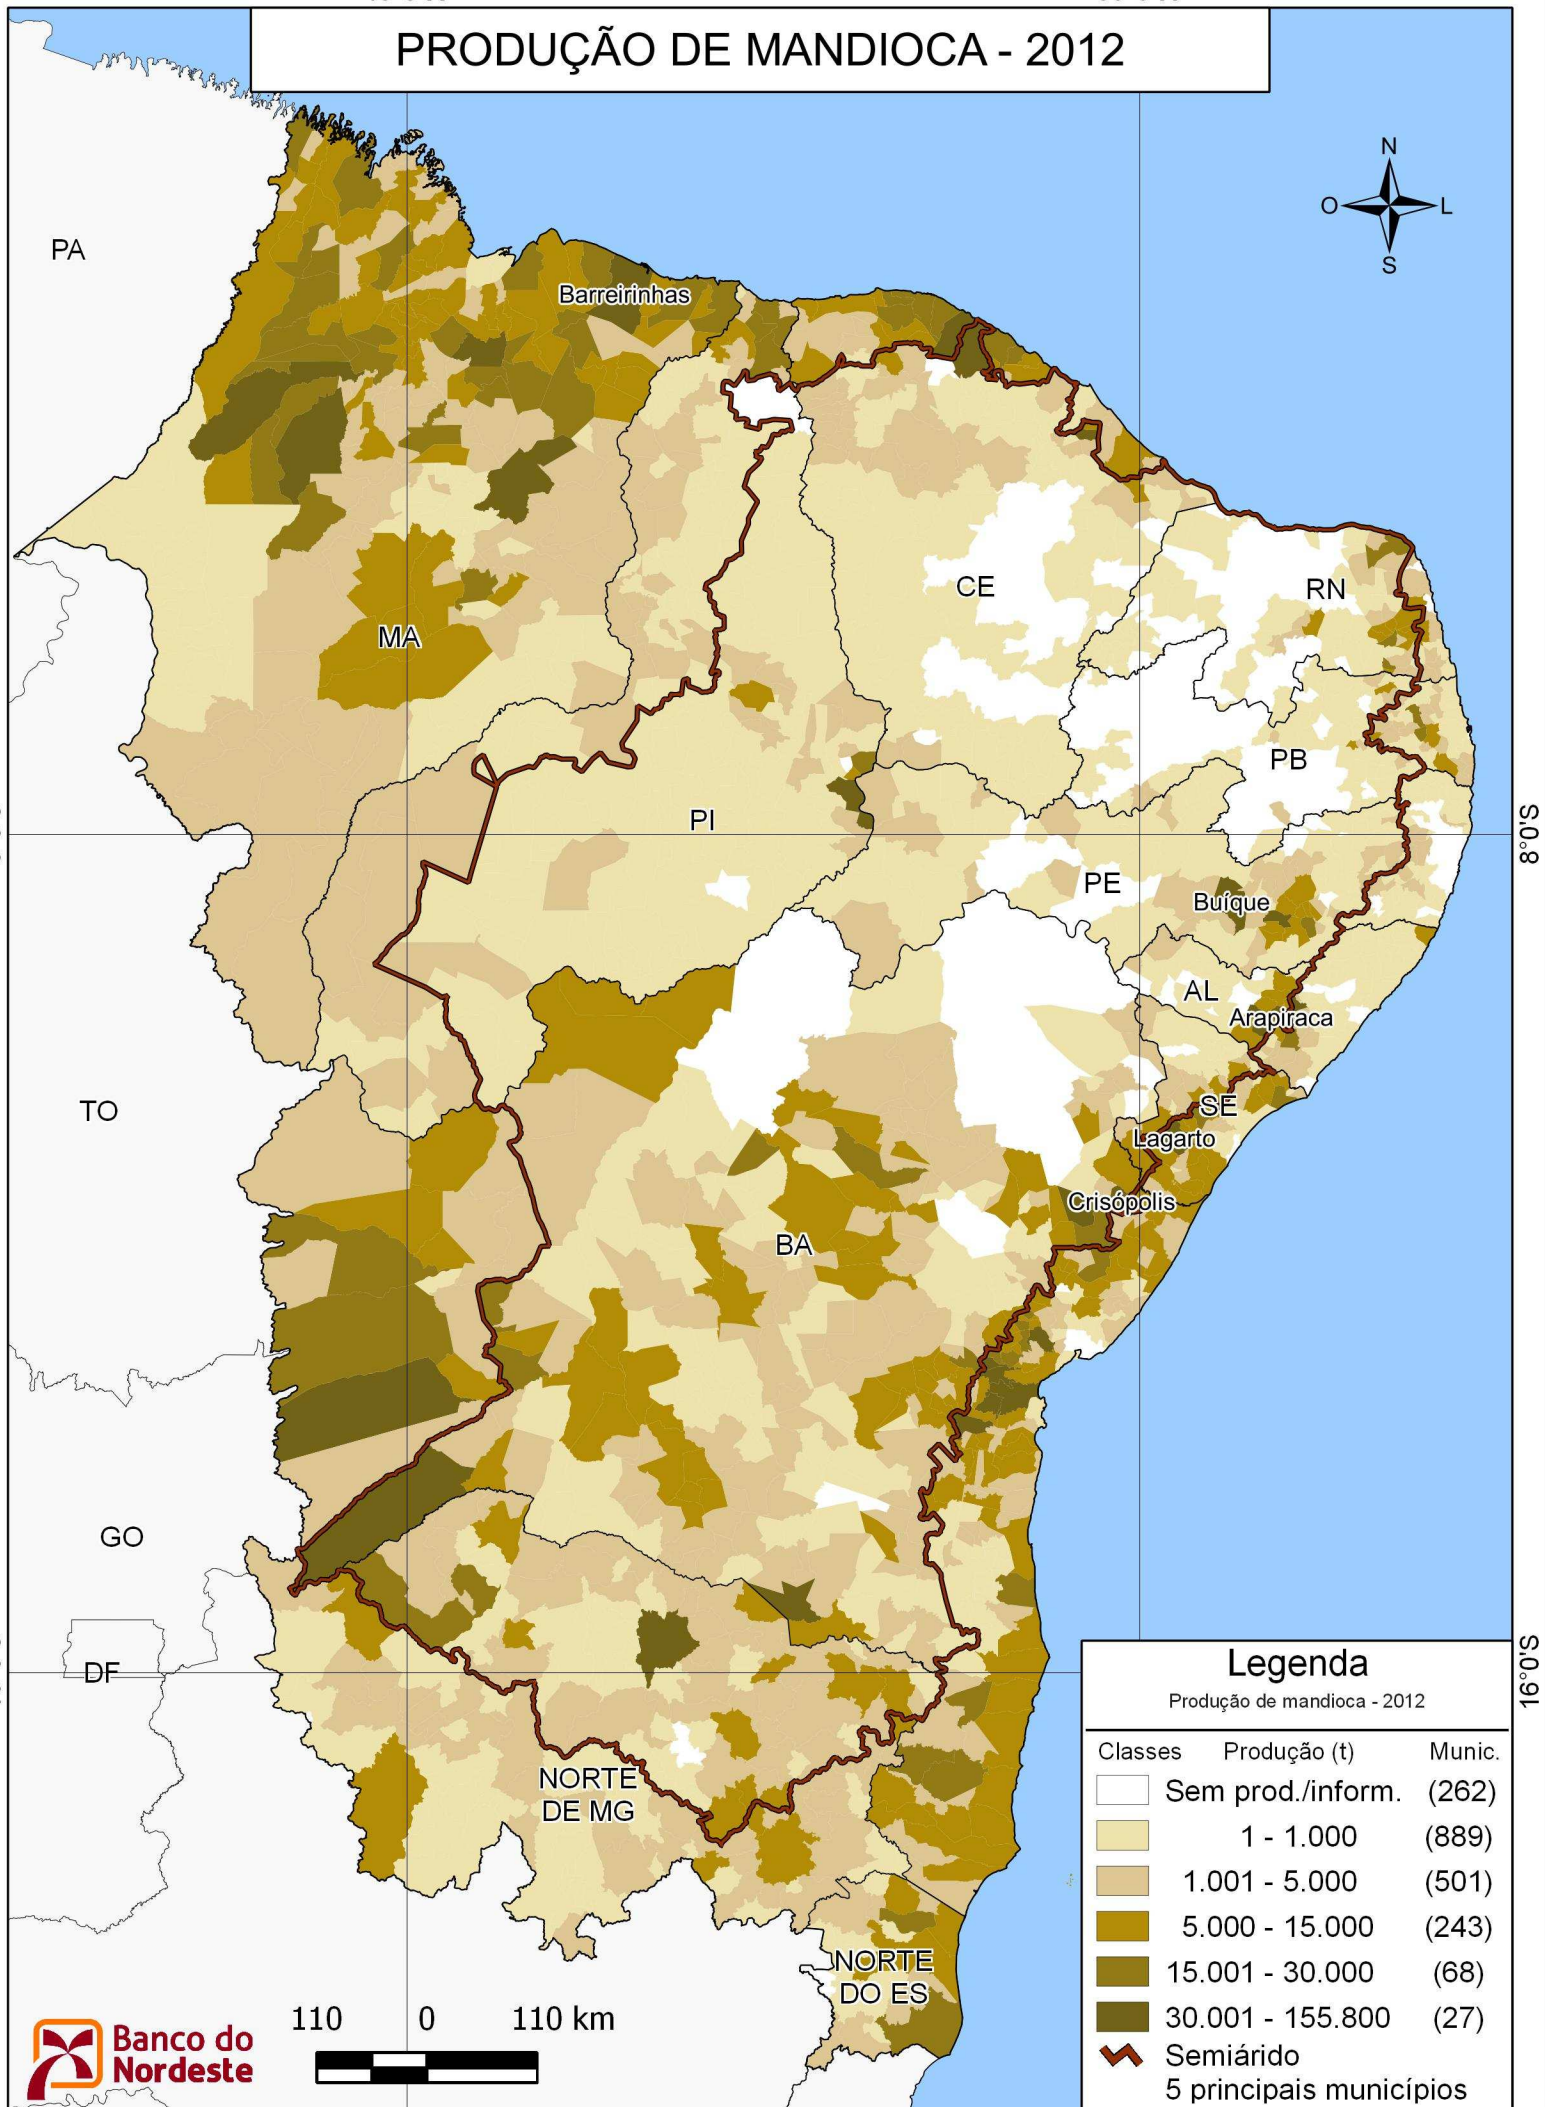 PRODUÇÃO DE MANDIOCA - 2012
N
O
L
S
PA
Barreirinhas
CE
RN
MA
PB
PI
8°0'S
PE
Buíque
AL
Arapiraca
TO
SE
Lagarto
Crisópolis
BA
GO
DF
16°0'S
NORTE
DE MG
NORTE
DO ES
Legenda
Produção de mandioca - 2012
Classes Produção (t) Munic.
Sem prod./inform. (262)
1 - 1.000 (889)
1.001 - 5.000 (501)
5.000 - 15.000 (243)
15.001 - 30.000 (68)
30.001 - 155.800 (27)
Semiárido
5 principais municípios
110 0 110 km
Banco do
Nordeste